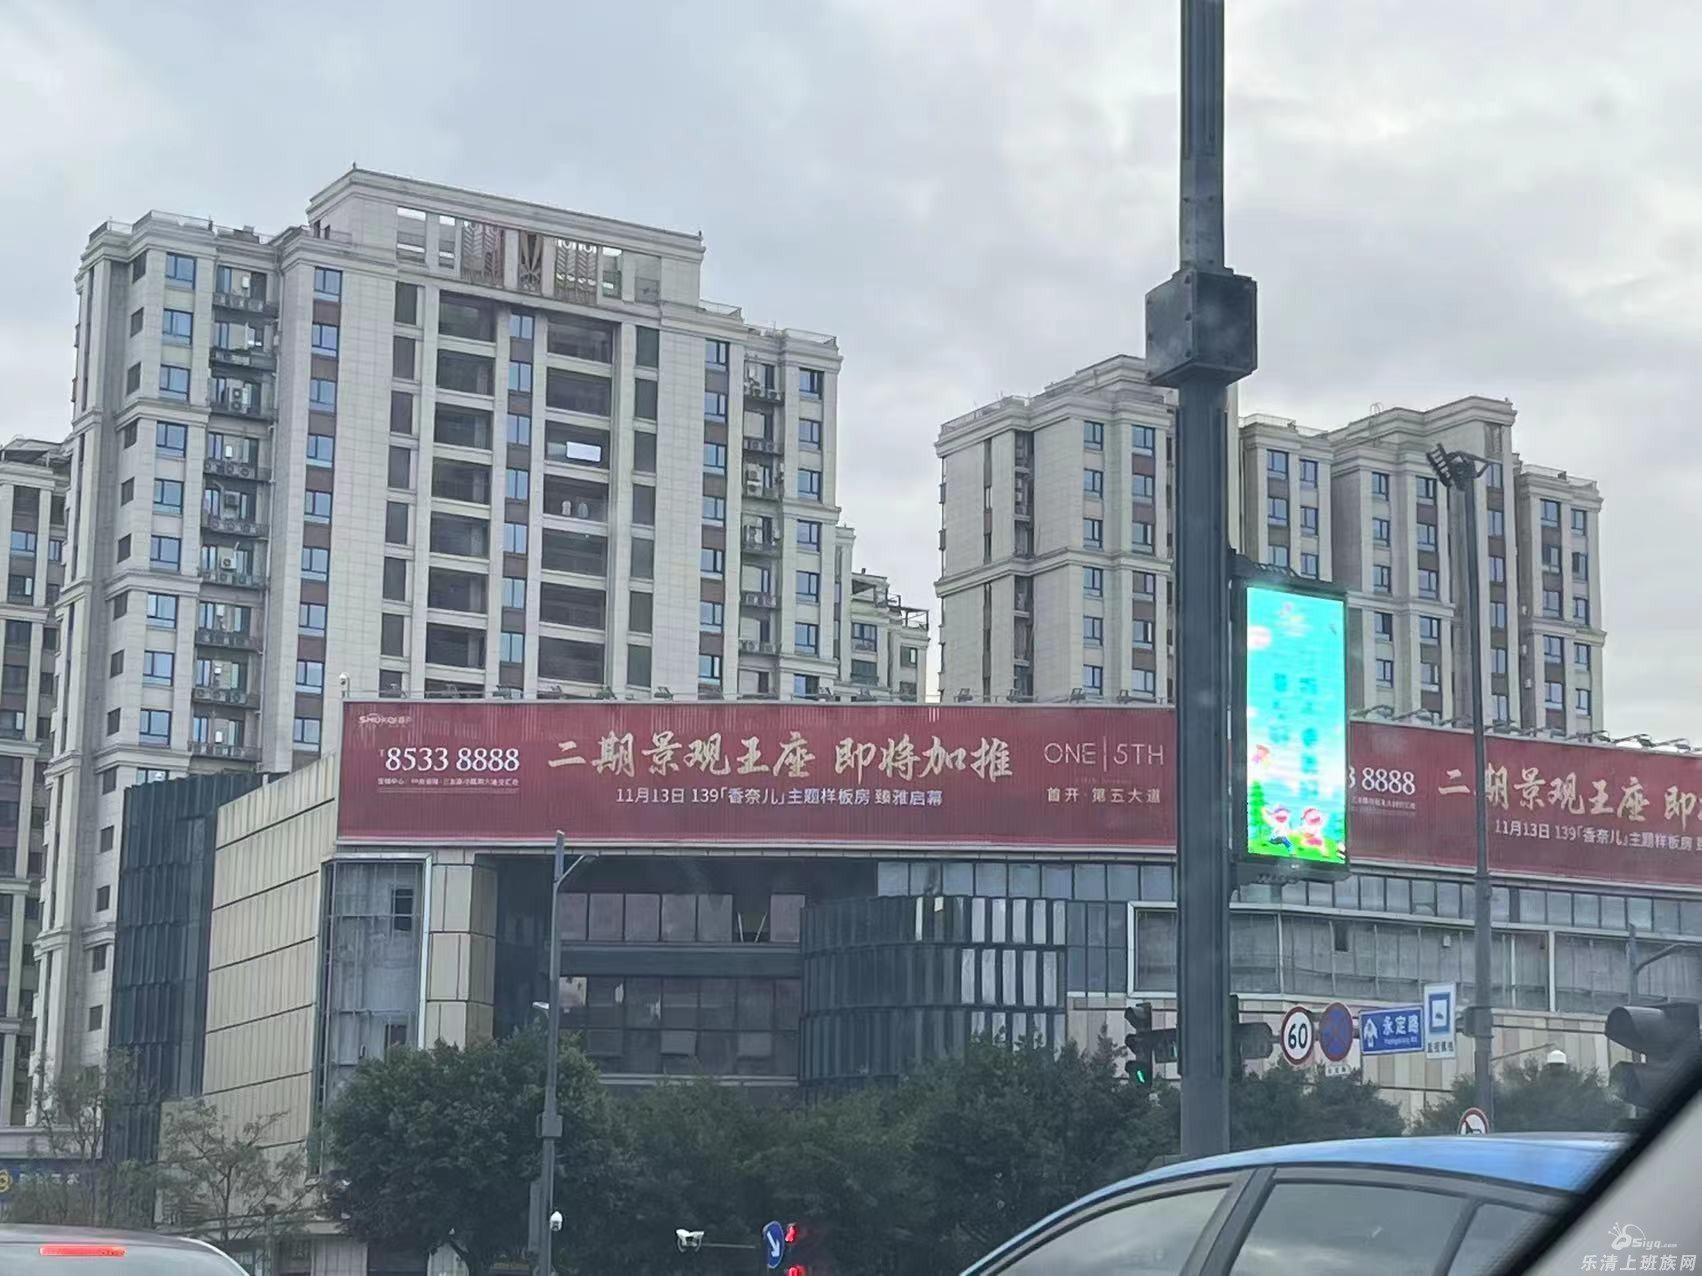 SHUKOI
8533 8888
二期景观王座 即将加推
11月13日 139「香奈儿」主题样板房 臻雅启幕
ONE 5TH
首开·第五大道
8888
二期景观王座 即
11月13日 139「香奈儿」主题样板房
60
永定路
乐清上班族网